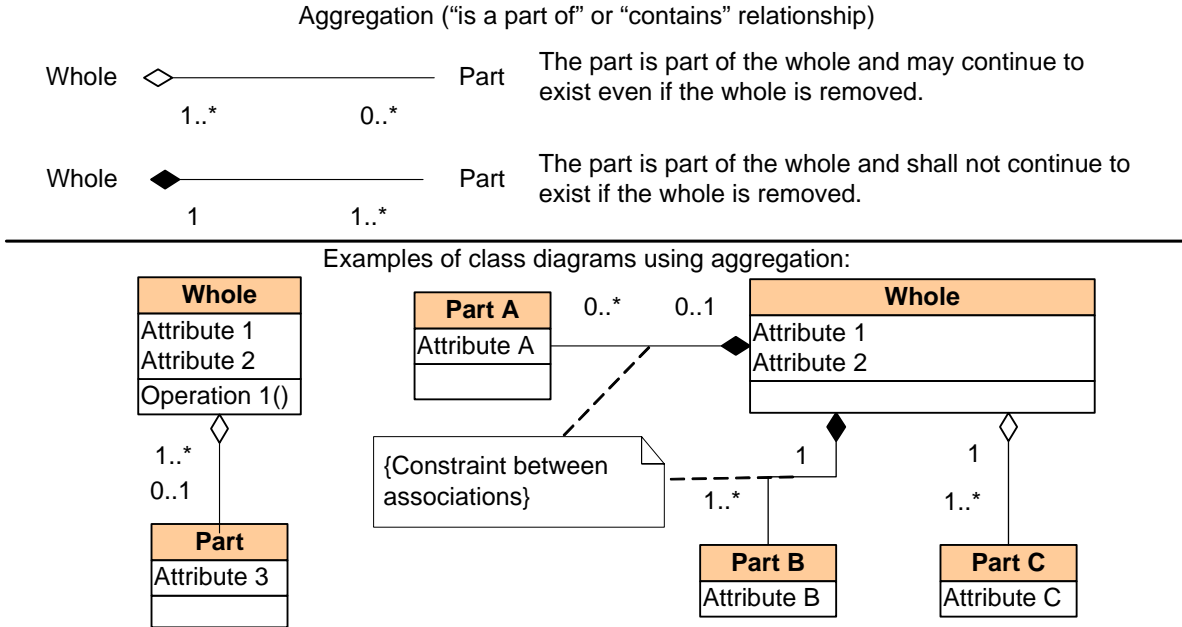 Aggregation (“is a part of” or “contains” relationship)
Whole
Part
1..*
0..*
The part is part of the whole and may continue to
exist even if the whole is removed.
Whole
Part
1
1..*
The part is part of the whole and shall not continue to
exist if the whole is removed.
Examples of class diagrams using aggregation:
Whole
Attribute 1
Attribute 2
Operation 1()
1..*
0..1
Part
Attribute 3
Part A
Attribute A
0..*
0..1
Whole
Attribute 1
Attribute 2
{Constraint between
associations}
1
1..*
Part B
Attribute B
1
1..*
Part C
Attribute C